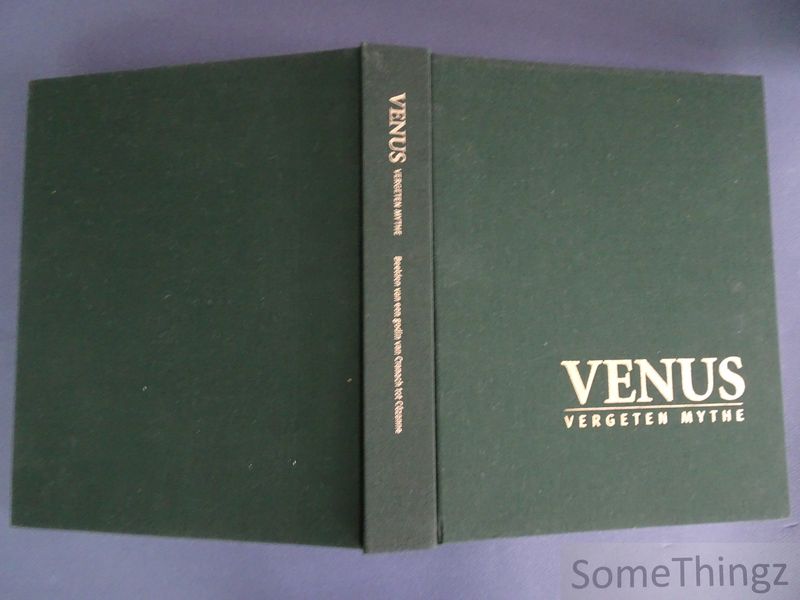 VENUS VERGETEN MYTHE Beelden van een godin van Cranach tot Cézanne
VENUS
VERGETEN MYTHE
SomeThingz